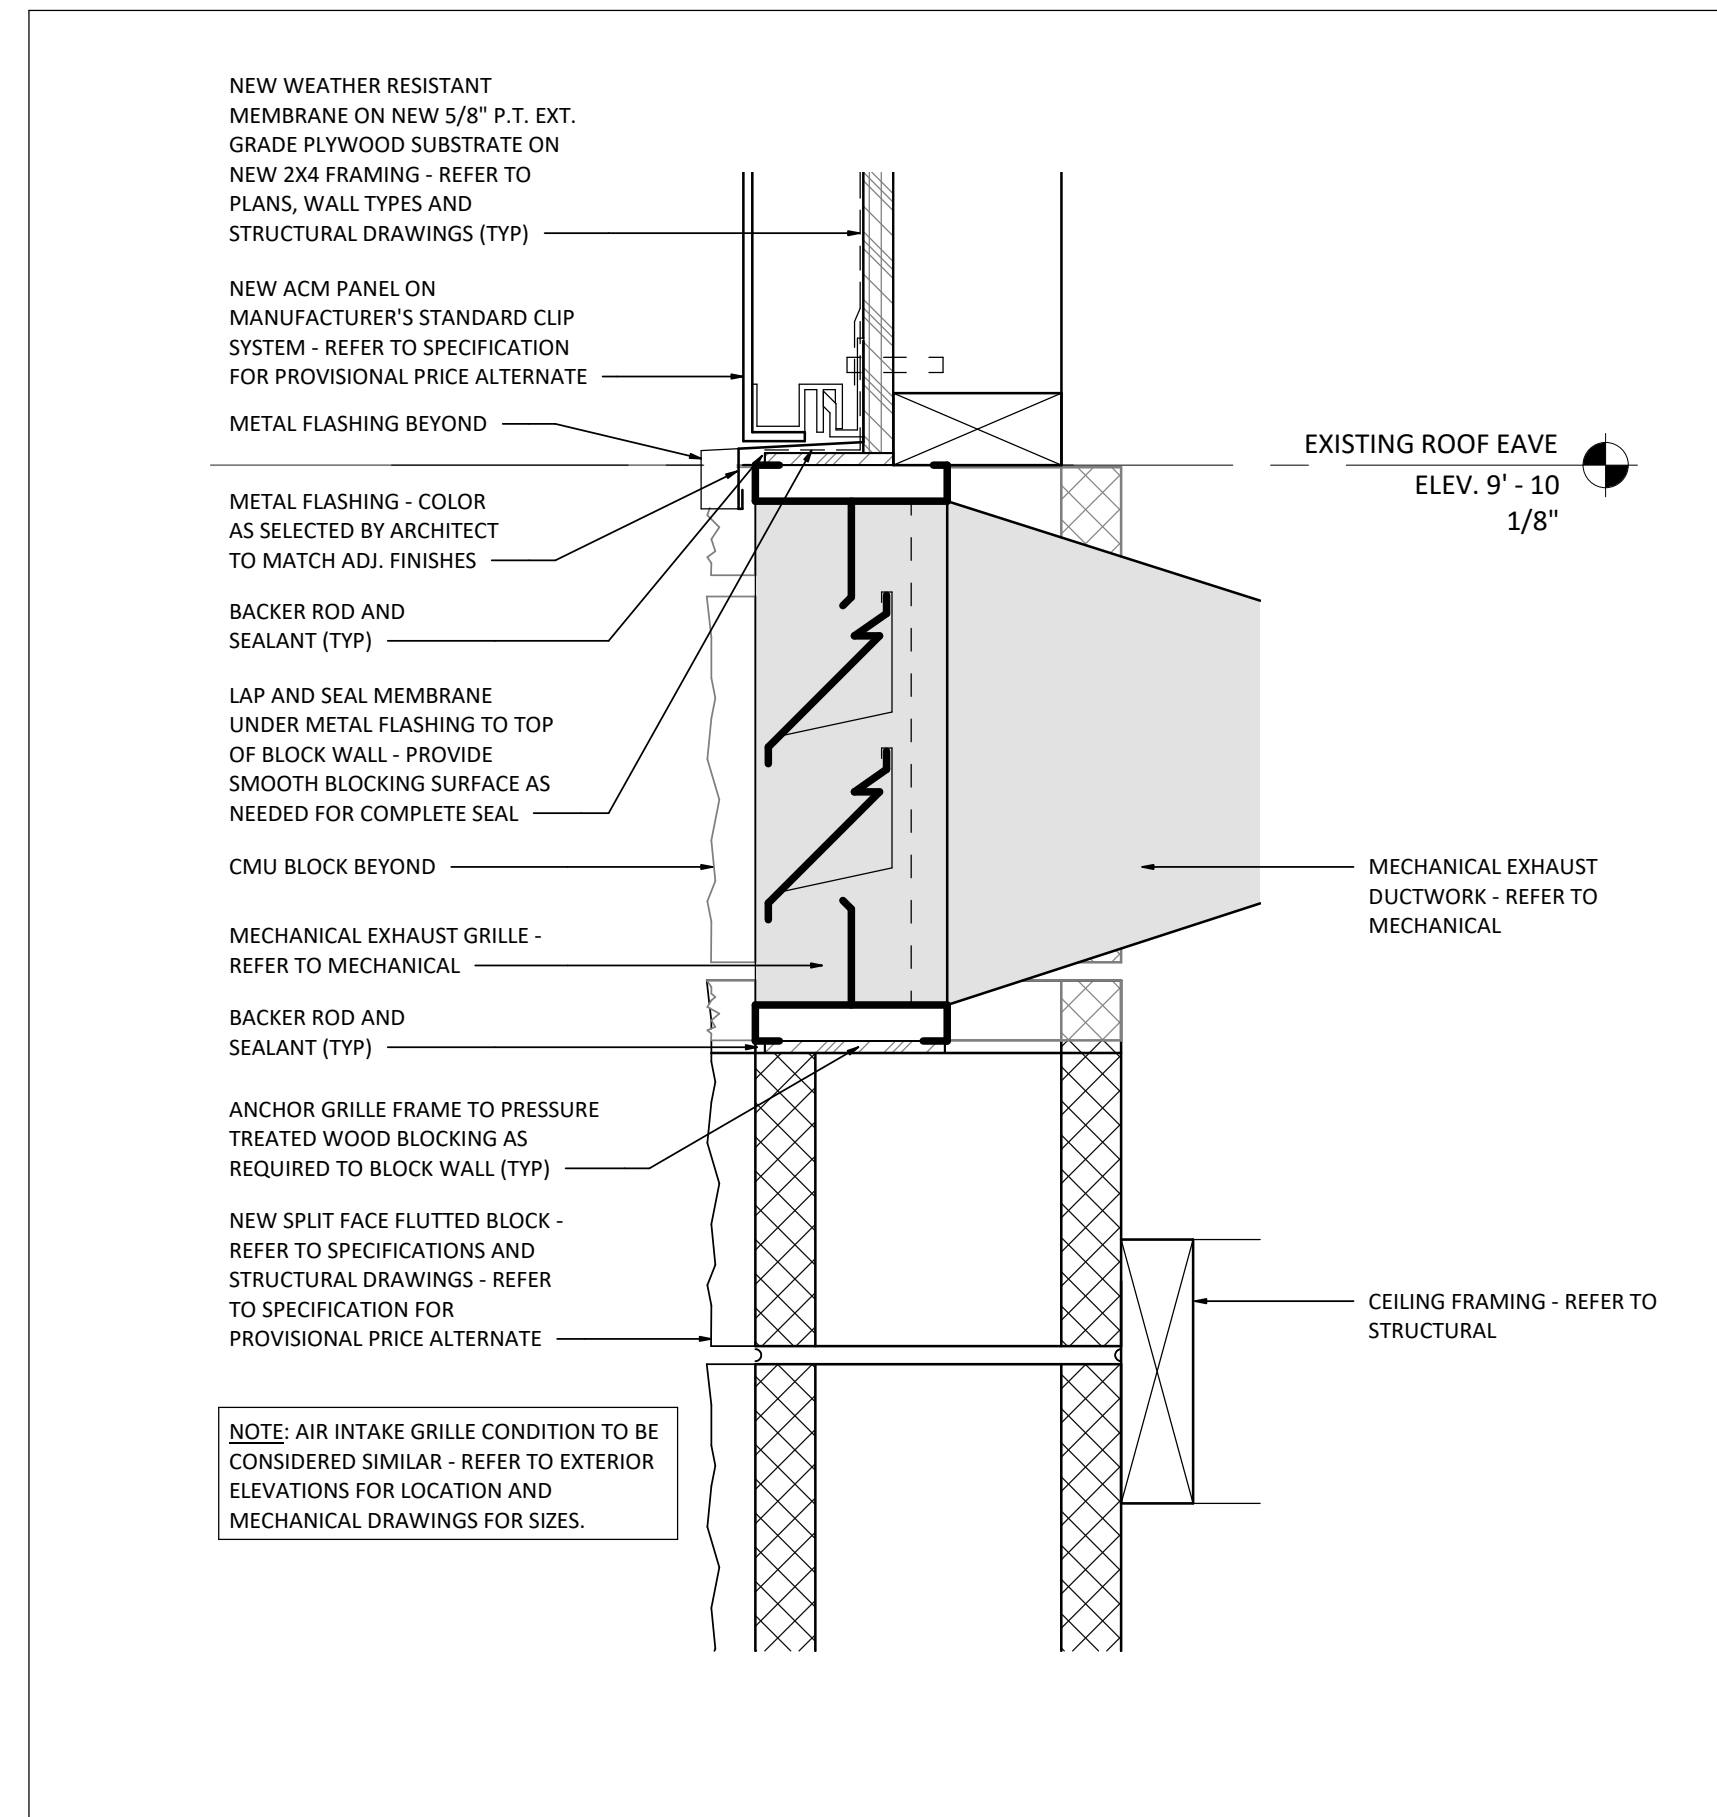 NEW WEATHER RESISTANT
MEMBRANE ON NEW 5/8" P.T. EXT.
GRADE PLYWOOD SUBSTRATE ON
NEW 2X4 FRAMING - REFER TO
PLANS, WALL TYPES AND
STRUCTURAL DRAWINGS (TYP)
NEW ACM PANEL ON
MANUFACTURER'S STANDARD CLIP
SYSTEM - REFER TO SPECIFICATION
FOR PROVISIONAL PRICE ALTERNATE
METAL FLASHING BEYOND
METAL FLASHING - COLOR
AS SELECTED BY ARCHITECT
TO MATCH ADJ. FINISHES
BACKER ROD AND
SEALANT (TYP)
LAP AND SEAL MEMBRANE
UNDER METAL FLASHING TO TOP
OF BLOCK WALL - PROVIDE
SMOOTH BLOCKING SURFACE AS
NEEDED FOR COMPLETE SEAL
CMU BLOCK BEYOND
MECHANICAL EXHAUST GRILLE -
REFER TO MECHANICAL
BACKER ROD AND
SEALANT (TYP)
ANCHOR GRILLE FRAME TO PRESSURE
TREATED WOOD BLOCKING AS
REQUIRED TO BLOCK WALL (TYP)
NEW SPLIT FACE FLUTTED BLOCK -
REFER TO SPECIFICATIONS AND
STRUCTURAL DRAWINGS - REFER
TO SPECIFICATION FOR
PROVISIONAL PRICE ALTERNATE
NOTE: AIR INTAKE GRILLE CONDITION TO BE
CONSIDERED SIMILAR - REFER TO EXTERIOR
ELEVATIONS FOR LOCATION AND
MECHANICAL DRAWINGS FOR SIZES.
EXISTING ROOF EAVE
ELEV. 9' - 10
1/8"
MECHANICAL EXHAUST
DUCTWORK - REFER TO
MECHANICAL
CEILING FRAMING - REFER TO
STRUCTURAL